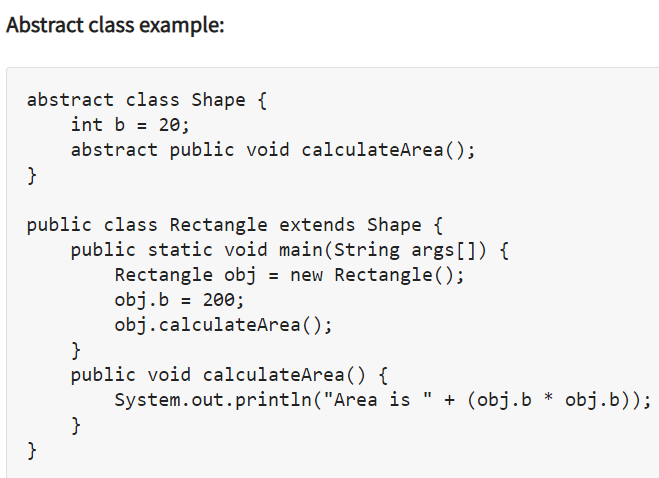 Abstract class example:
abstract class Shape {
    int b = 20;
    abstract public void calculateArea();
}

public class Rectangle extends Shape {
    public static void main(String args[]) {
        Rectangle obj = new Rectangle();
        obj.b = 200;
        obj.calculateArea();
    }
    public void calculateArea() {
        System.out.println("Area is " + (obj.b * obj.b));
    }
}